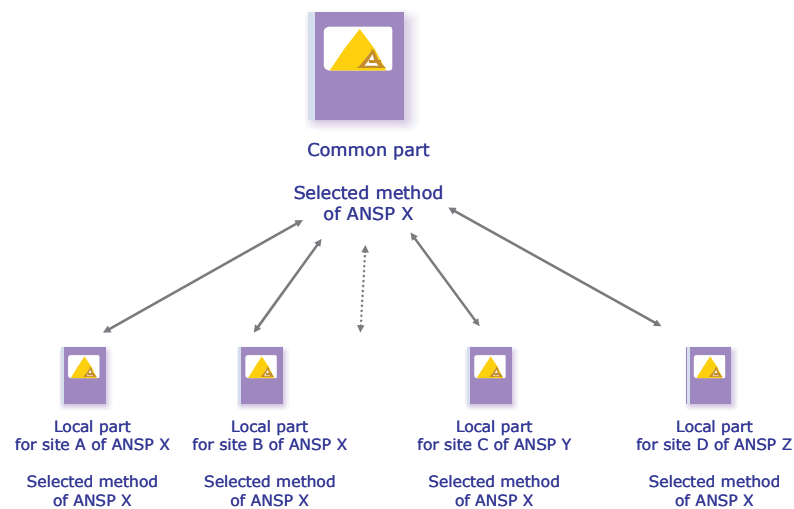 Common part
Selected method
of ANSP X
Local part
for site A of ANSP X
Selected method
of ANSP X
Local part
for site B of ANSP X
Selected method
of ANSP X
Local part
for site C of ANSP Y
Selected method
of ANSP X
Local part
for site D of ANSP Z
Selected method
of ANSP X